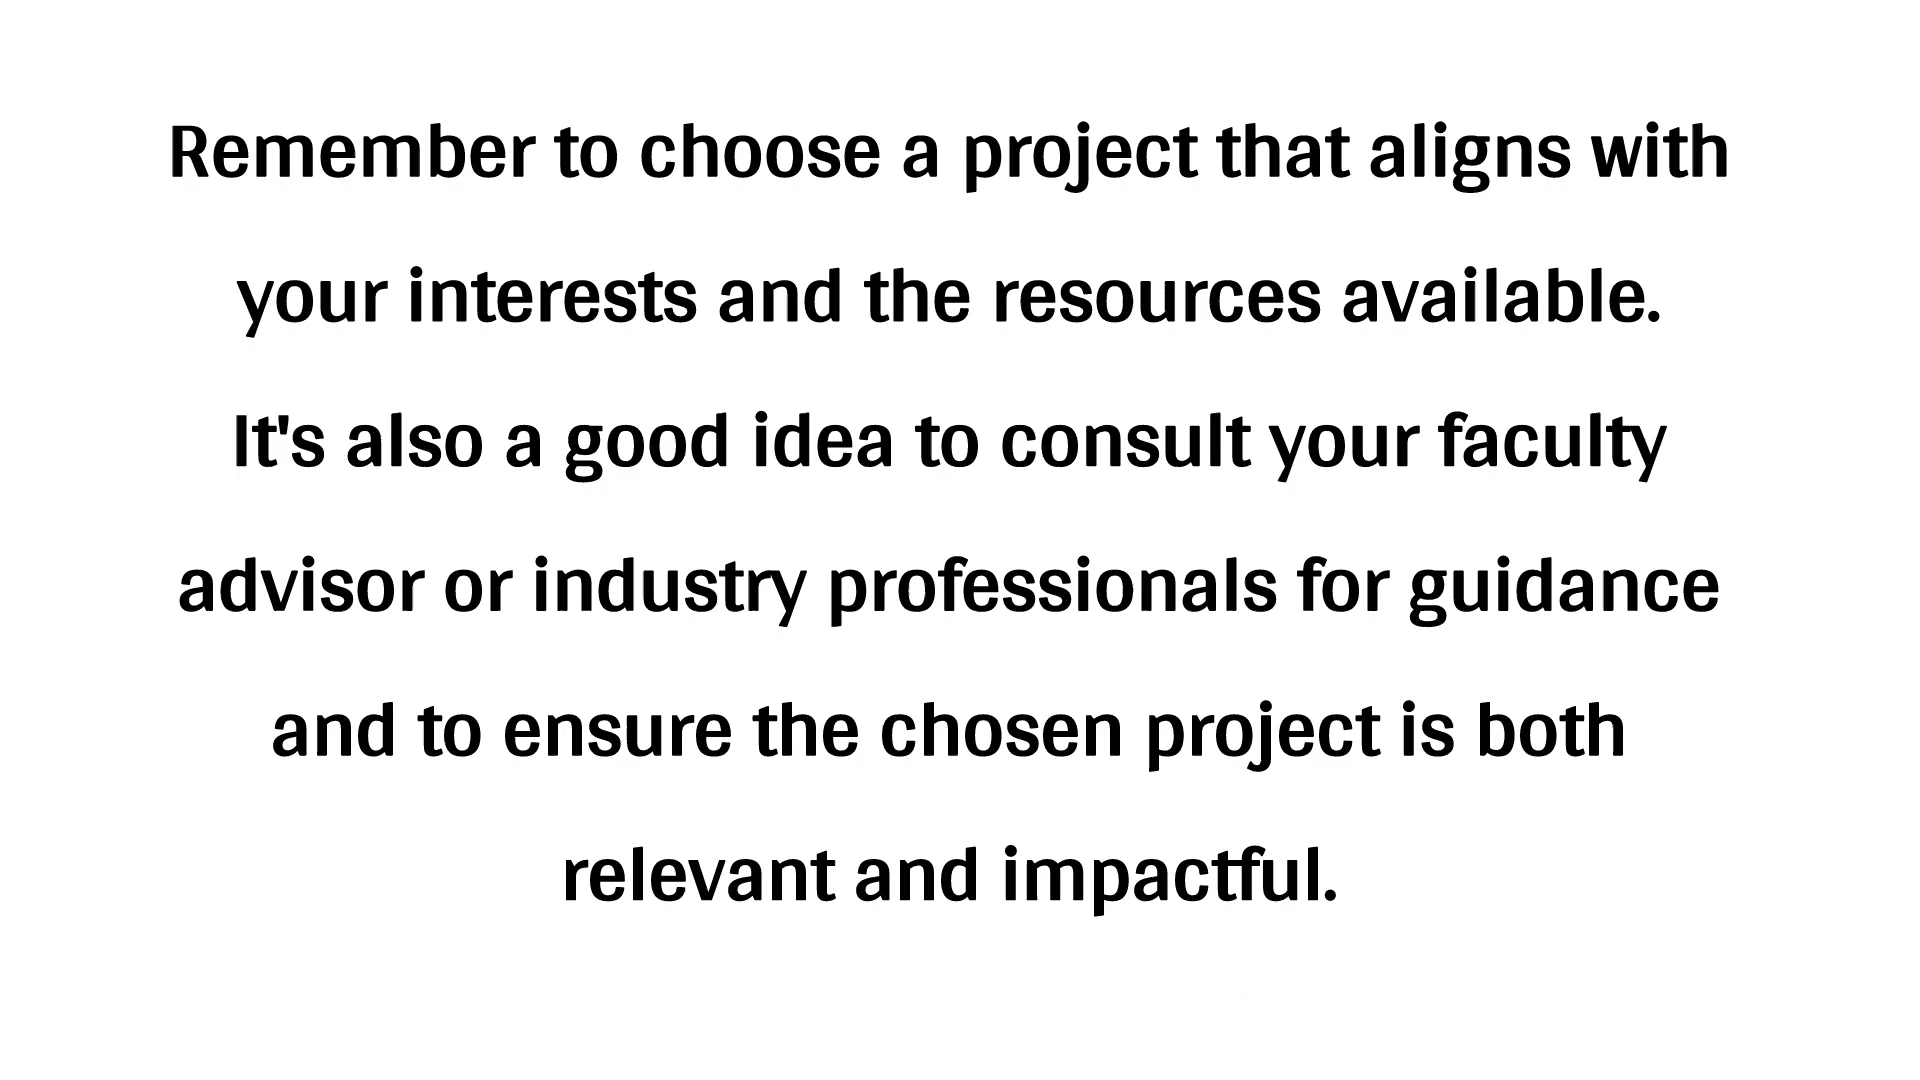 Remember to choose a project that aligns with
your interests and the resources available.
It's also a good idea to consult your faculty
advisor or industry professionals for guidance
and to ensure the chosen project is both
relevant and impactful.